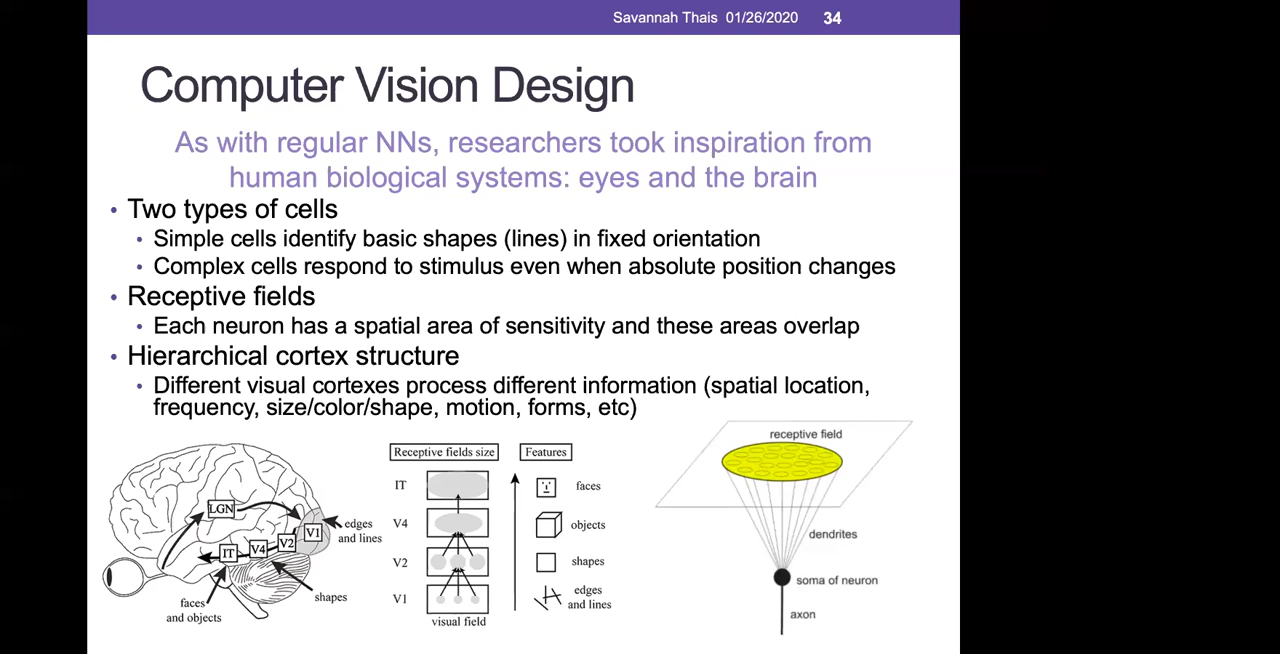 Savannah Thais 01/26/2020 34
Computer Vision Design
As with regular NNs, researchers took inspiration from
human biological systems: eyes and the brain
• Two types of cells
• Simple cells identify basic shapes (lines) in fixed orientation
• Complex cells respond to stimulus even when absolute position changes
• Receptive fields
• Each neuron has a spatial area of sensitivity and these areas overlap
• Hierarchical cortex structure
• Different visual cortexes process different information (spatial location,
frequency, size/color/shape, motion, forms, etc)
LGN
V1
V2
V4
IT
edges
and lines
shapes
faces
and objects
Receptive fields size
Features
IT
faces
V4
objects
V2
shapes
V1
edges
and lines
visual field
receptive field
dendrites
soma of neuron
axon